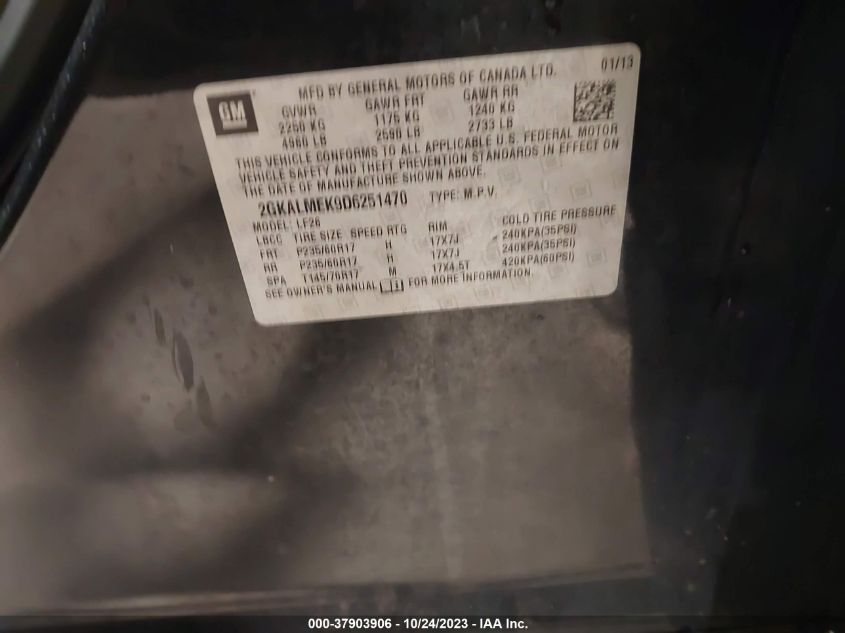 MFD BY GENERAL MOTORS OF CANADA LTD. 01/13
GM
GVWR GAWR FRT GAWR RR
2250 KG 1175 KG 1240 KG
4960 LB 2590 LB 2733 LB
THIS VEHICLE CONFORMS TO ALL APPLICABLE U.S. FEDERAL MOTOR
VEHICLE SAFETY AND THEFT PREVENTION STANDARDS IN EFFECT ON
THE DATE OF MANUFACTURE SHOWN ABOVE.
2GKALMEK9D6251470 TYPE: M.P.V.
MODEL: LF26
LBCC TIRE SIZE SPEED RTG RIM COLD TIRE PRESSURE
FRT P235/60R17 H 17X7J 240KPA(35PSI)
RR P235/60R17 H 17X7J 240KPA(35PSI)
SPA T145/70R17 M 17X4.5T 420KPA(60PSI)
SEE OWNER'S MANUAL FOR MORE INFORMATION.
000-37903906 - 10/24/2023 - IAA Inc.